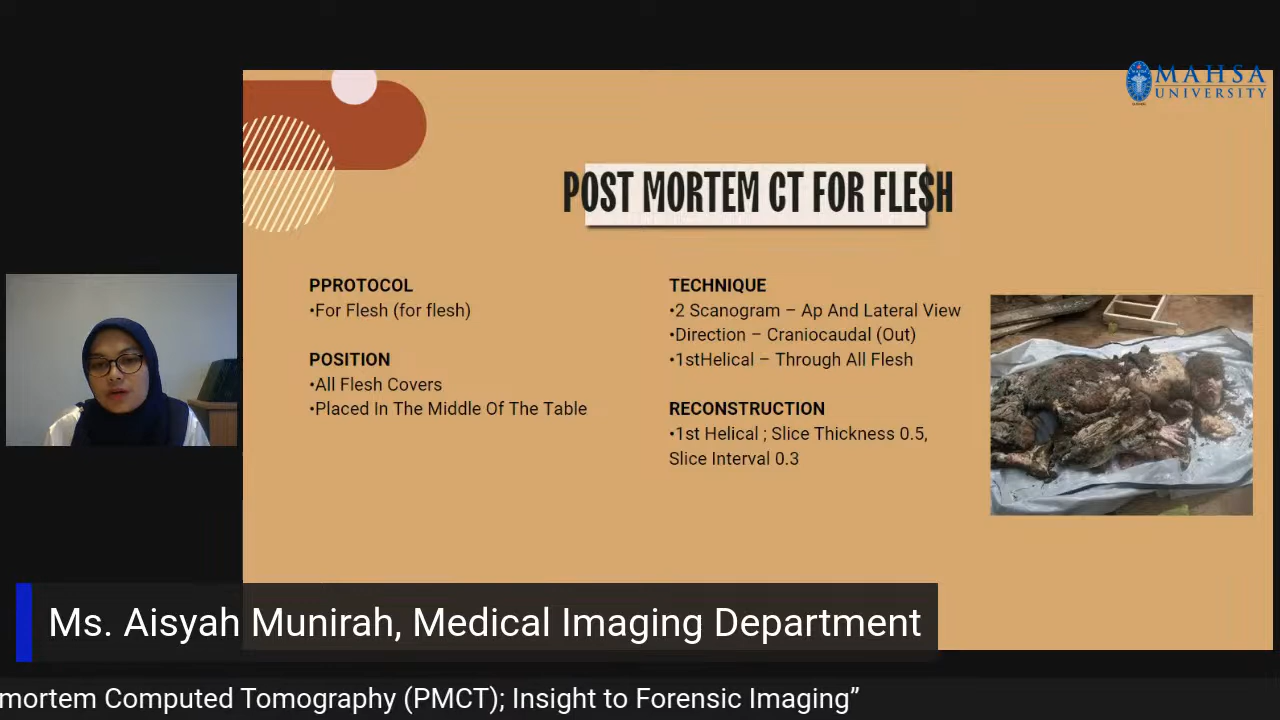 MAHSA
UNIVERSITY
POST MORTEM CT FOR FLESH
PPROTOCOL
•For Flesh (for flesh)
POSITION
•All Flesh Covers
•Placed In The Middle Of The Table
TECHNIQUE
•2 Scanogram – Ap And Lateral View
•Direction – Craniocaudal (Out)
•1stHelical – Through All Flesh
RECONSTRUCTION
•1st Helical ; Slice Thickness 0.5,
Slice Interval 0.3
Ms. Aisyah Munirah, Medical Imaging Department
mortem Computed Tomography (PMCT); Insight to Forensic Imaging”